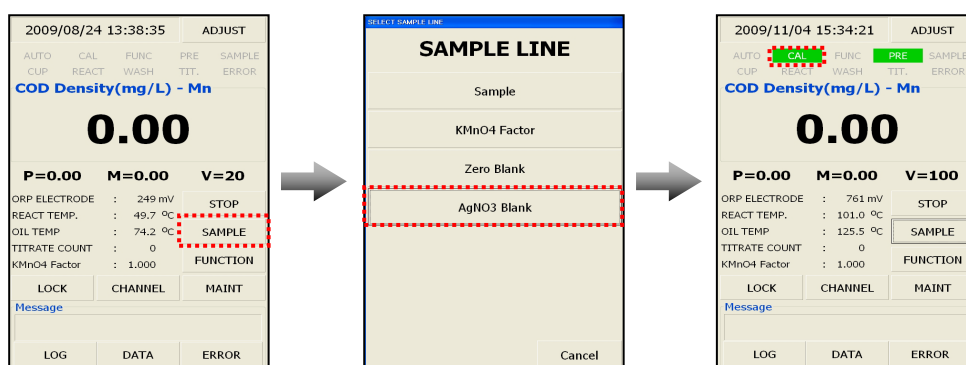 2009/08/24 13:38:35 ADJUST
AUTO CAL FUNC PRE SAMPLE
CUP REACT WASH TIT. ERROR
COD Density(mg/L) - Mn
0.00
P=0.00 M=0.00 V=20
ORP ELECTRODE : 249 mV
REACT TEMP. : 49.7 ºC
OIL TEMP : 74.2 ºC
TITRATE COUNT : 0
KMnO4 Factor : 1.000
STOP
SAMPLE
FUNCTION
LOCK CHANNEL MAINT
Message
LOG DATA ERROR
SELECT SAMPLE LINE
SAMPLE LINE
Sample
KMnO4 Factor
Zero Blank
AgNO3 Blank
Cancel
2009/11/04 15:34:21 ADJUST
AUTO CAL FUNC PRE SAMPLE
CUP REACT WASH TIT. ERROR
COD Density(mg/L) - Mn
0.00
P=0.00 M=0.00 V=100
ORP ELECTRODE : 761 mV
REACT TEMP. : 101.0 ºC
OIL TEMP : 125.5 ºC
TITRATE COUNT : 0
KMnO4 Factor : 1.000
STOP
SAMPLE
FUNCTION
LOCK CHANNEL MAINT
Message
LOG DATA ERROR